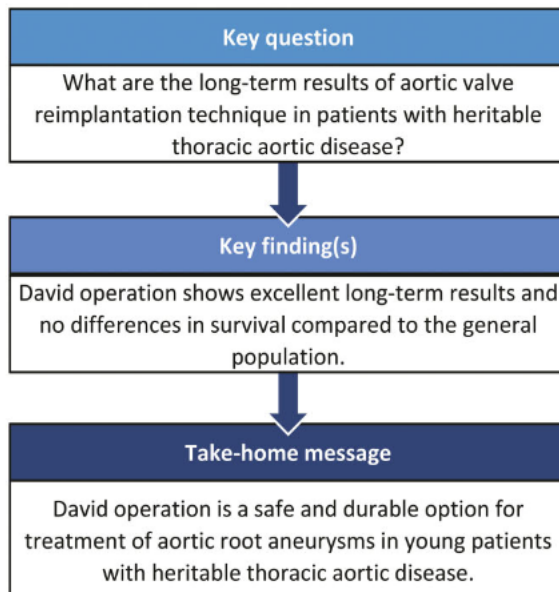 Key question
What are the long-term results of aortic valve
reimplantation technique in patients with heritable
thoracic aortic disease?
Key finding(s)
David operation shows excellent long-term results and
no differences in survival compared to the general
population.
Take-home message
David operation is a safe and durable option for
treatment of aortic root aneurysms in young patients
with heritable thoracic aortic disease.